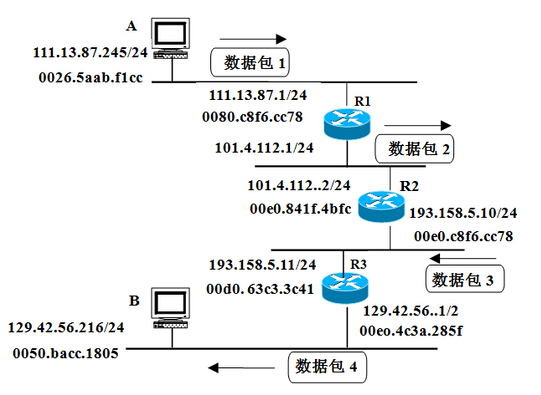 A
111.13.87.245/24
数据包 1
0026.5aab.f1cc
111.13.87.1/24
R1
0080.c8f6.cc78
101.4.112.1/24
数据包 2
101.4.112..2/24
R2
00e0.841f.4bfc
193.158.5.10/24
00e0.c8f6.cc78
193.158.5.11/24
R3
数据包 3
00d0. 63c3.3c41
B
129.42.56..1/2
129.42.56.216/24
00eo.4c3a.285f
0050.bacc.1805
数据包 4